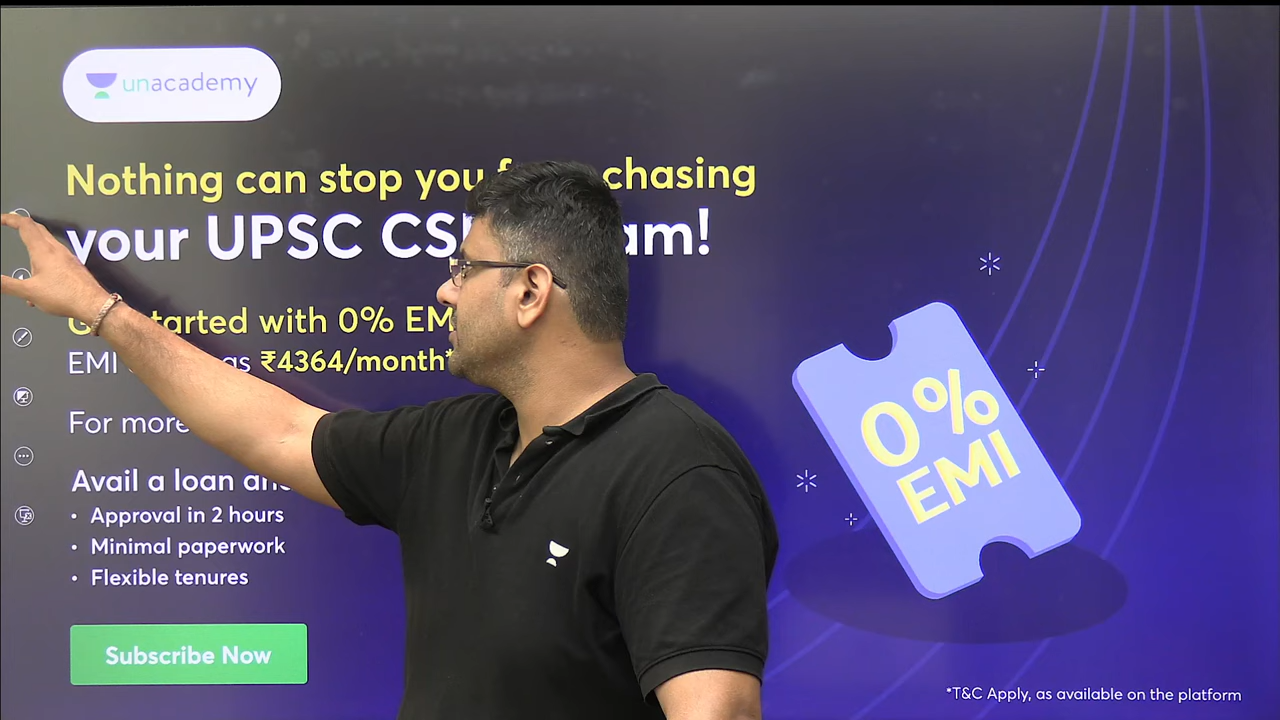 unacademy
Nothing can stop you chasing
your UPSC CS am!
started with 0% EM
EMI as ₹4364/month*
For more
Avail a loan
• Approval in 2 hours
• Minimal paperwork
• Flexible tenures
Subscribe Now
0%
EMI
*T&C Apply, as available on the platform